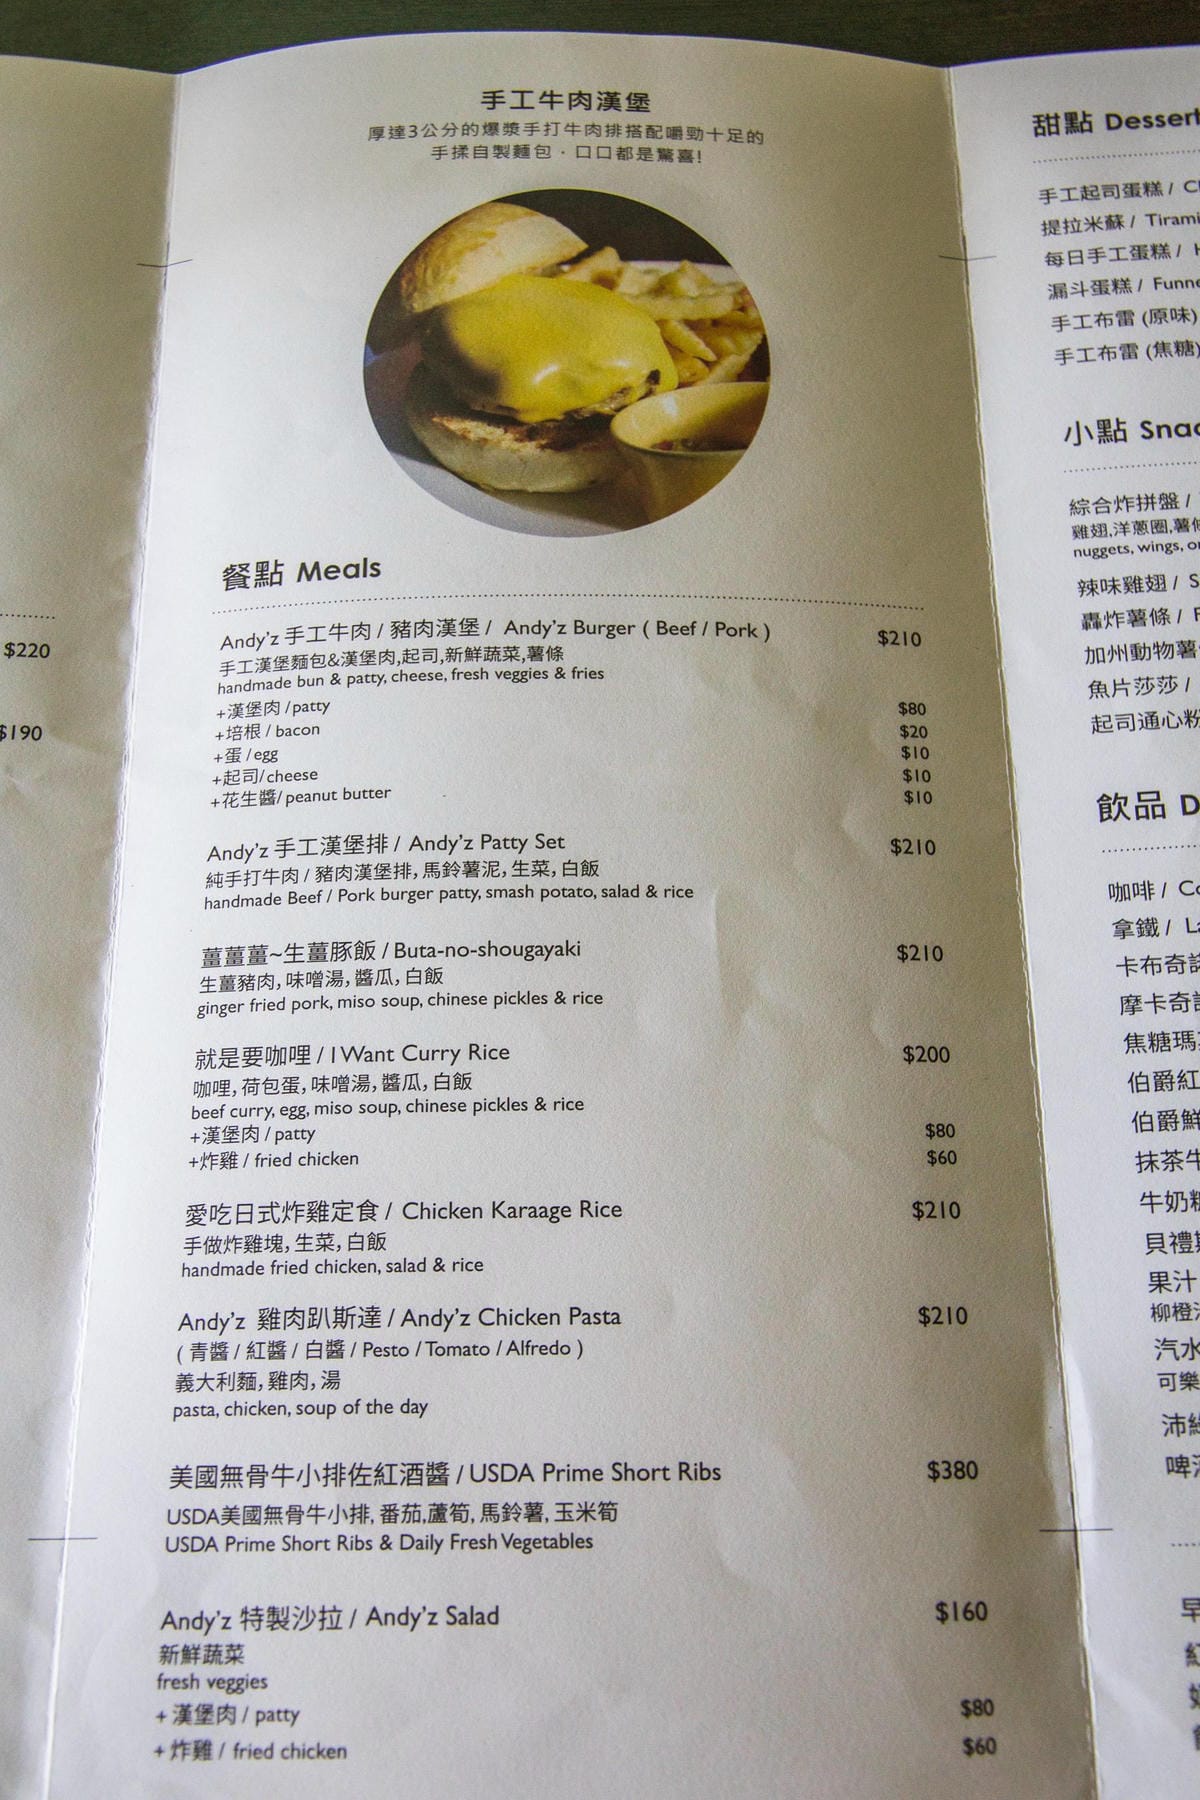 $220
$190
手工牛肉漢堡
厚達3公分的爆漿手打牛肉排搭配嚼勁十足的
手揉自製麵包．口口都是驚喜!
餐點 Meals
Andy'z 手工牛肉 / 豬肉漢堡 / Andy'z Burger ( Beef / Pork ) $210
手工漢堡麵包&漢堡肉,起司,新鮮蔬菜,薯條
handmade bun & patty, cheese, fresh veggies & fries
+漢堡肉 /patty $80
+培根 / bacon $20
+蛋 /egg $10
+起司/ cheese $10
+花生醬/ peanut butter $10
Andy'z 手工漢堡排 / Andy'z Patty Set $210
純手打牛肉 / 豬肉漢堡排, 馬鈴薯泥, 生菜, 白飯
handmade Beef / Pork burger patty, smash potato, salad & rice
薑薑薑~生薑豚飯 / Buta-no-shougayaki $210
生薑豬肉, 味噌湯, 醬瓜, 白飯
ginger fried pork, miso soup, chinese pickles & rice
就是要咖哩 / I Want Curry Rice $200
咖哩, 荷包蛋, 味噌湯, 醬瓜, 白飯
beef curry, egg, miso soup, chinese pickles & rice
+漢堡肉 / patty $80
+炸雞 / fried chicken $60
愛吃日式炸雞定食 / Chicken Karaage Rice $210
手做炸雞塊, 生菜, 白飯
handmade fried chicken, salad & rice
Andy'z 雞肉趴斯達 / Andy'z Chicken Pasta $210
( 青醬 / 紅醬 / 白醬 / Pesto / Tomato / Alfredo )
義大利麵, 雞肉, 湯
pasta, chicken, soup of the day
美國無骨牛小排佐紅酒醬 / USDA Prime Short Ribs $380
USDA美國無骨牛小排, 番茄,蘆筍, 馬鈴薯, 玉米筍
USDA Prime Short Ribs & Daily Fresh Vegetables
Andy'z 特製沙拉 / Andy'z Salad $160
新鮮蔬菜
fresh veggies
+ 漢堡肉 / patty $80
+ 炸雞 / fried chicken $60
甜點 Dessert
手工起司蛋糕 /
提拉米蘇 / Tirami
每日手工蛋糕 /
漏斗蛋糕 / Funne
手工布雷 (原味)
手工布雷 (焦糖)
小點 Snac
綜合炸拼盤 /
雞翅,洋蔥圈,薯條
nuggets, wings, or
辣味雞翅 / S
轟炸薯條 / F
加州動物薯
魚片莎莎 /
起司通心粉
飲品 D
咖啡 / Co
拿鐵 / La
卡布奇諾
摩卡奇諾
焦糖瑪
伯爵紅
伯爵鮮
抹茶牛
牛奶糖
貝禮斯
果汁
柳橙汁
汽水
可樂
沛綠
啤酒
早
紅